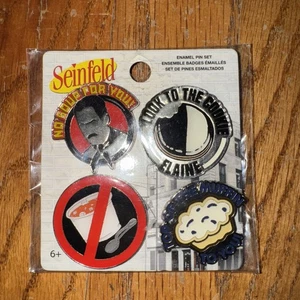 Seinfeld
ENAMEL PIN SET
ENSEMBLE BADGES ÉMAILLÉS
SET DE PINES ESMALTADO
NO SOUP FOR YOU!
LOOK TO THE COOKIE
ELAINE
6+